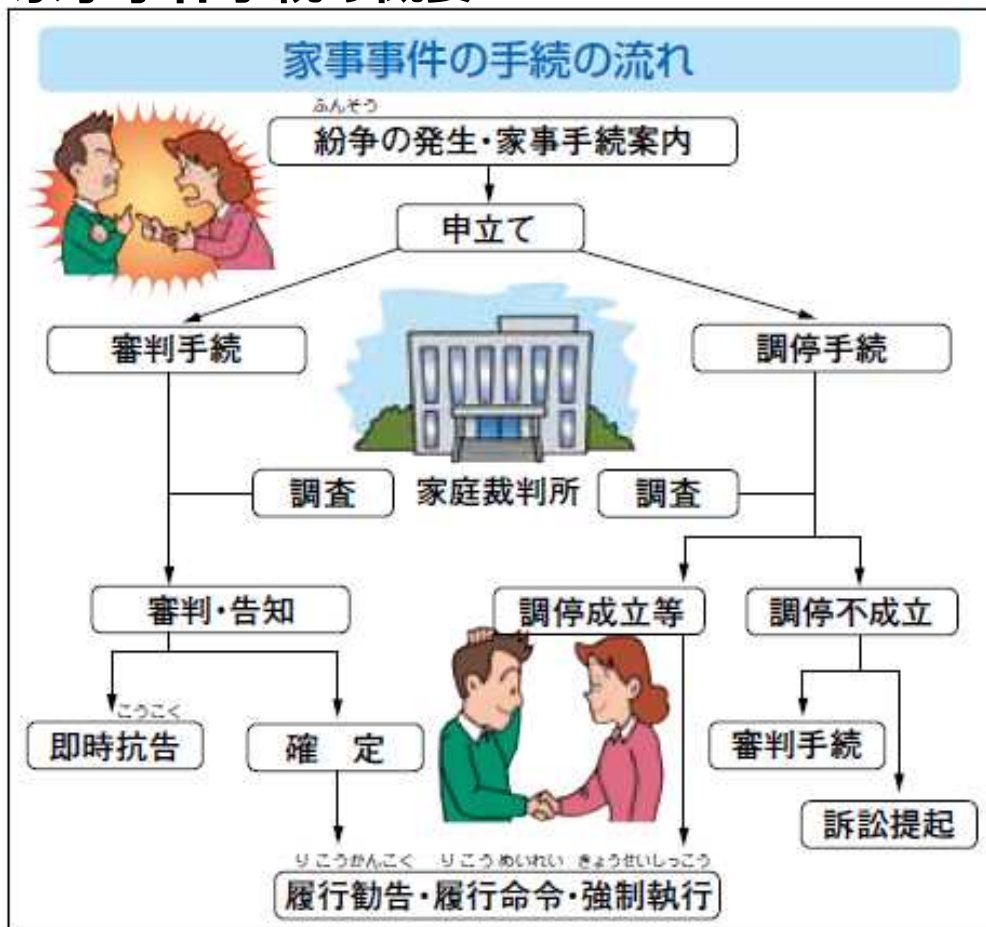 家事事件の手続の流れ
ふんそう
紛争の発生・家事手続案内
申立て
審判手続
調停手続
調査
家庭裁判所
調査
審判・告知
調停成立等
調停不成立
こうこく
即時抗告
確 定
審判手続
訴訟提起
りこうかんこく りこうめいれい きょうせいしっこう
履行勧告・履行命令・強制執行